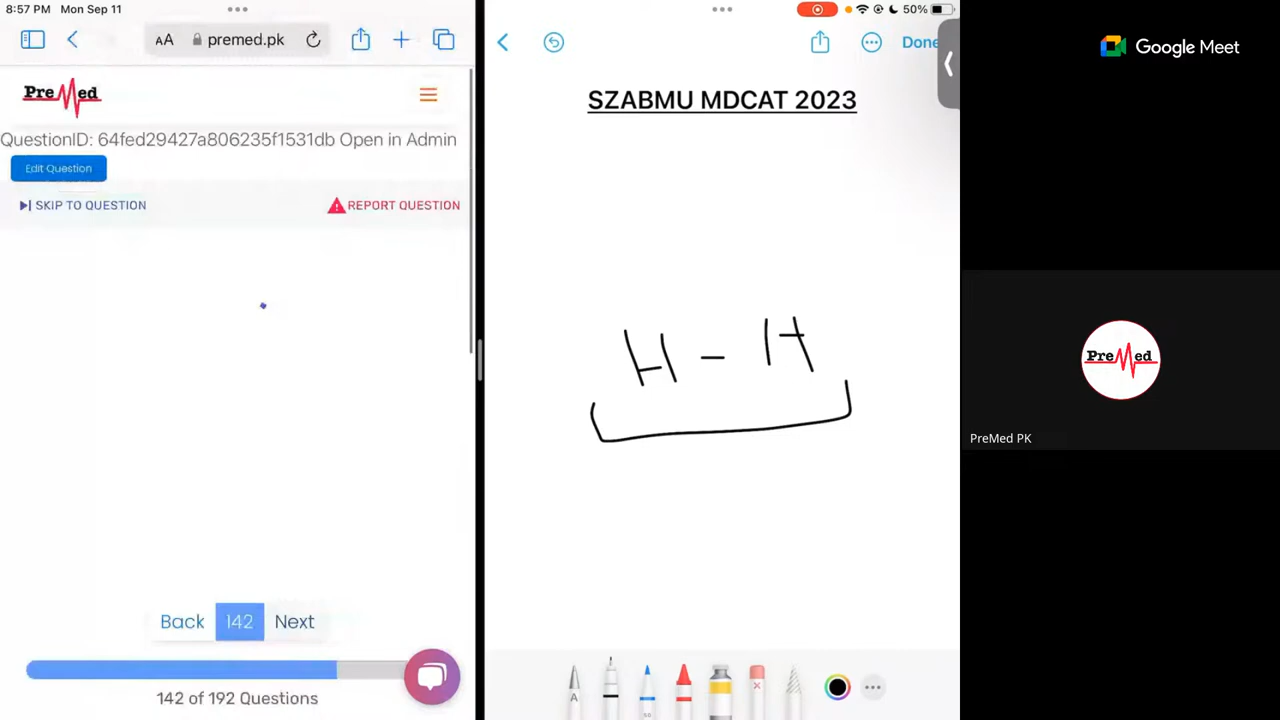 8:57 PM Mon Sep 11
50%
AA premed.pk
Done
Google Meet
PreMed
SZABMU MDCAT 2023
QuestionID: 64fed29427a806235f1531db Open in Admin
Edit Question
SKIP TO QUESTION
REPORT QUESTION
H - H
PreMed
PreMed PK
Back 142 Next
142 of 192 Questions
A
50